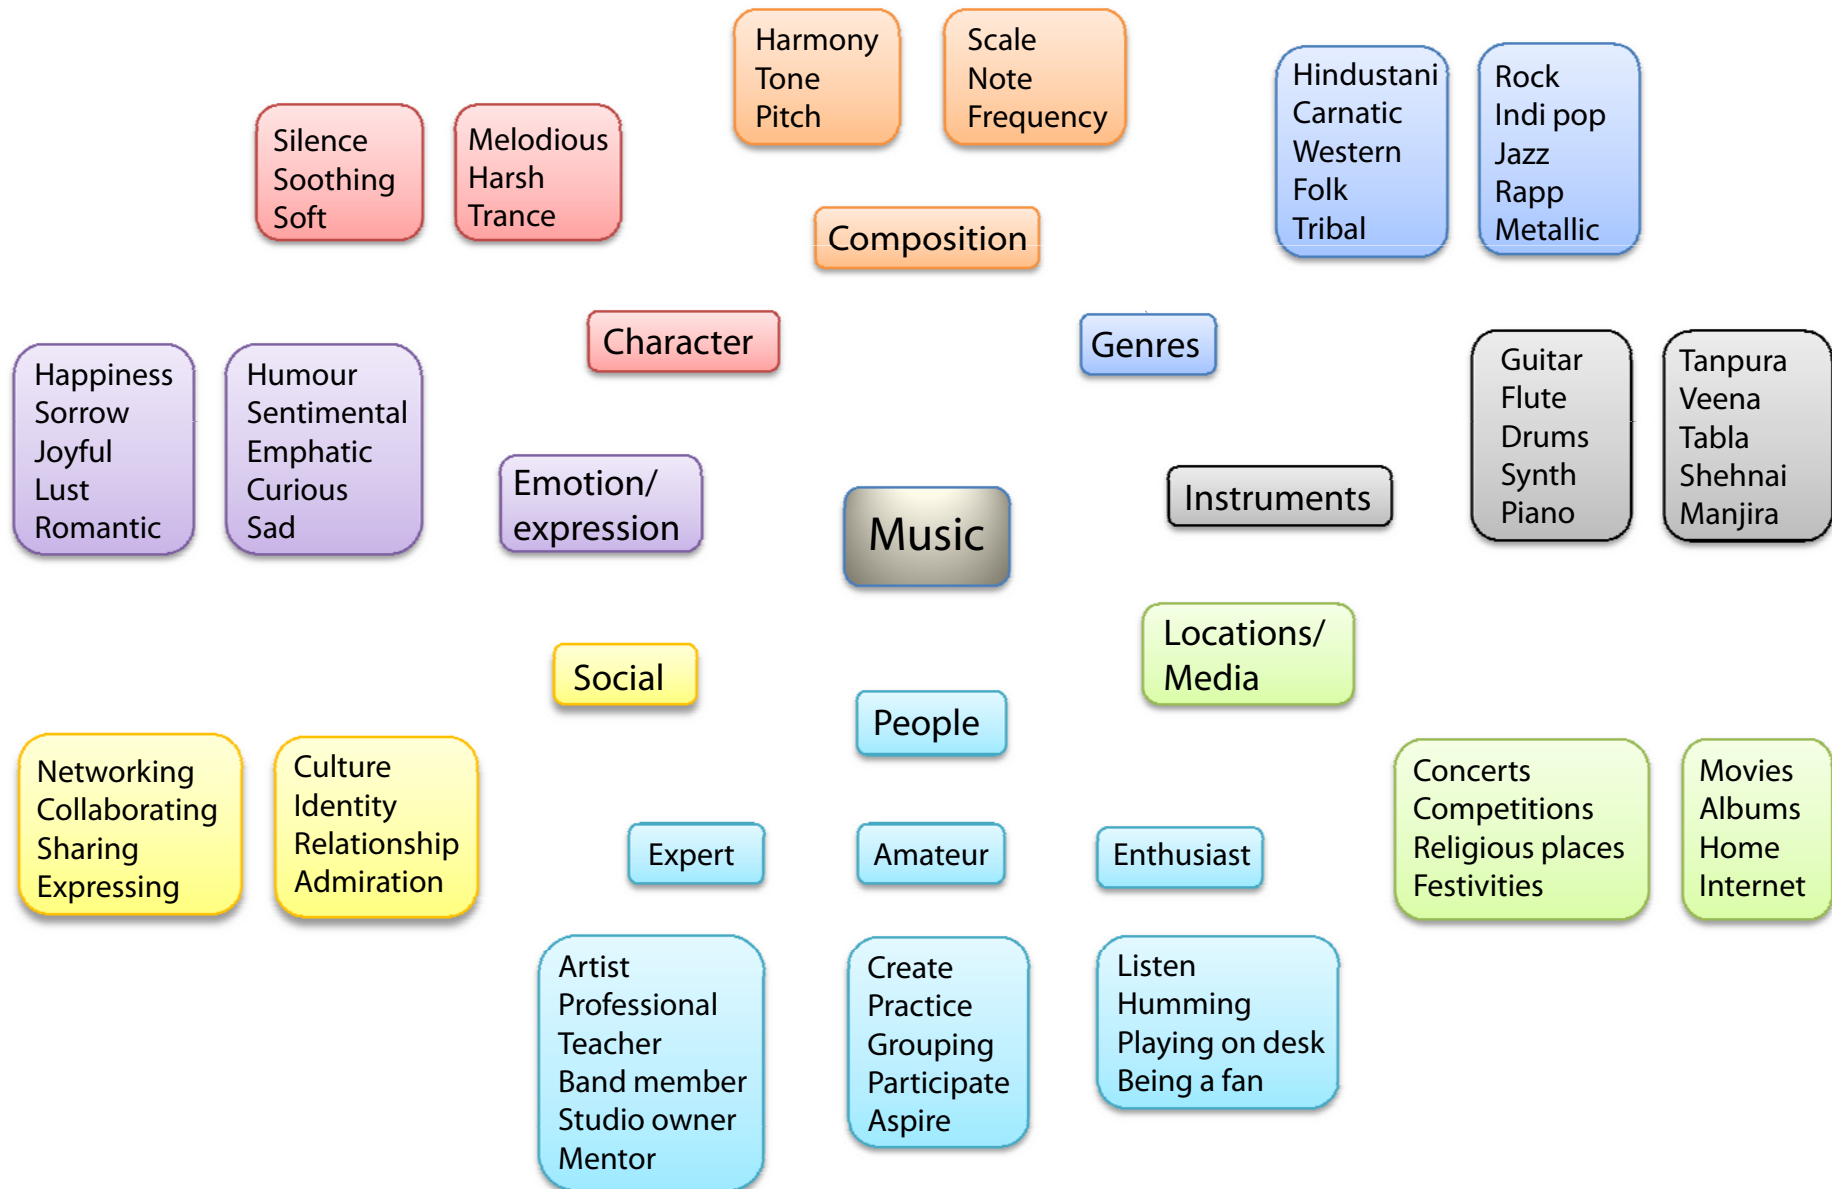 Harmony
Tone
Pitch
Scale
Note
Frequency
Hindustani
Carnatic
Western
Folk
Tribal
Rock
Indi pop
Jazz
Rapp
Metallic
Silence
Soothing
Soft
Melodious
Harsh
Trance
Composition
Character
Genres
Happiness
Sorrow
Joyful
Lust
Romantic
Humour
Sentimental
Emphatic
Curious
Sad
Emotion/
expression
Music
Instruments
Guitar
Flute
Drums
Synth
Piano
Tanpura
Veena
Tabla
Shehnai
Manjira
Social
People
Locations/
Media
Networking
Collaborating
Sharing
Expressing
Culture
Identity
Relationship
Admiration
Expert
Amateur
Enthusiast
Concerts
Competitions
Religious places
Festivities
Movies
Albums
Home
Internet
Artist
Professional
Teacher
Band member
Studio owner
Mentor
Create
Practice
Grouping
Participate
Aspire
Listen
Humming
Playing on desk
Being a fan